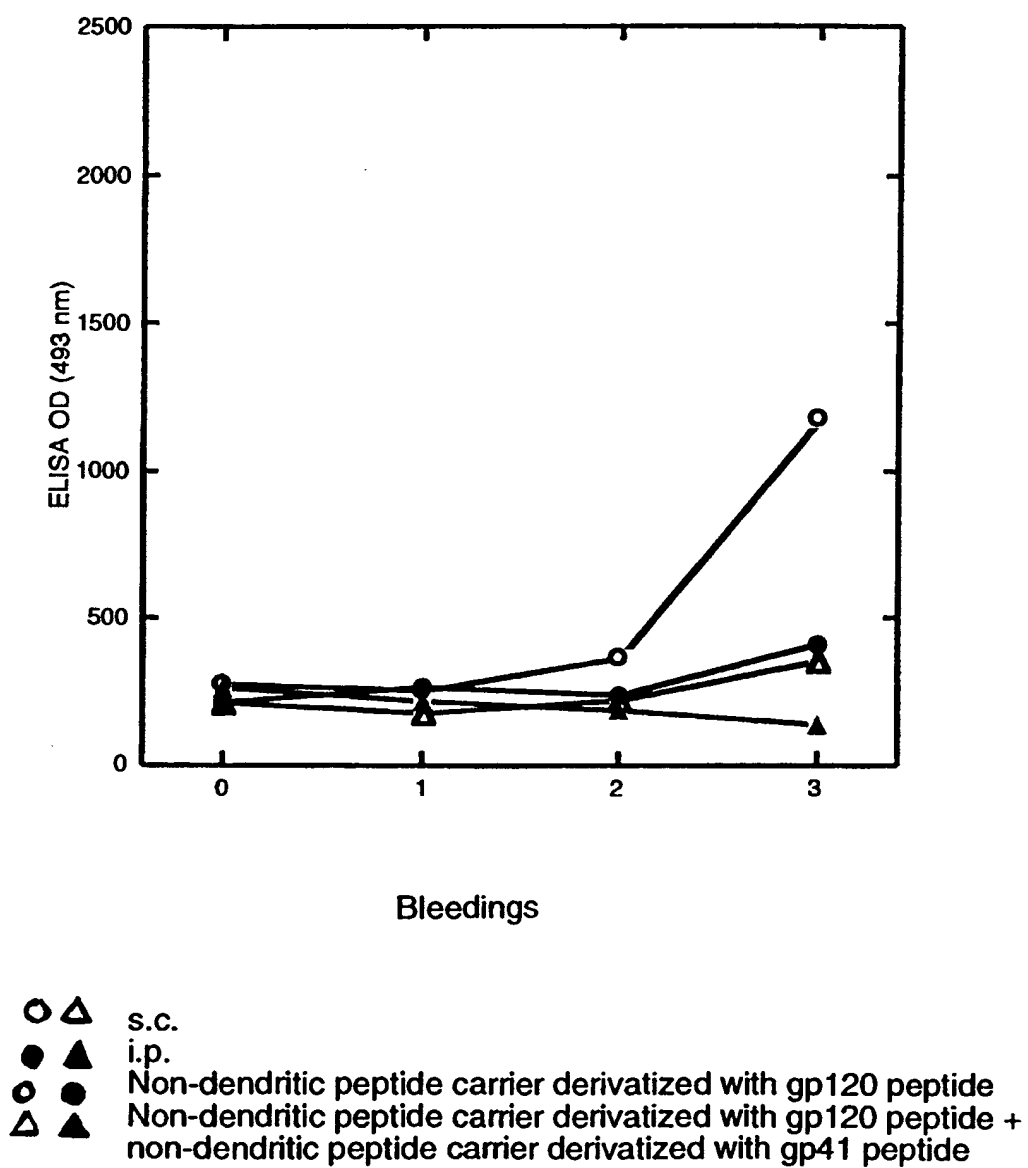 2500
2000
1500
1000
500
0
ELISA OD (493 nm)
0 1 2 3
Bleedings
s.c.
i.p.
Non-dendritic peptide carrier derivatized with gp120 peptide
Non-dendritic peptide carrier derivatized with gp120 peptide +
non-dendritic peptide carrier derivatized with gp41 peptide